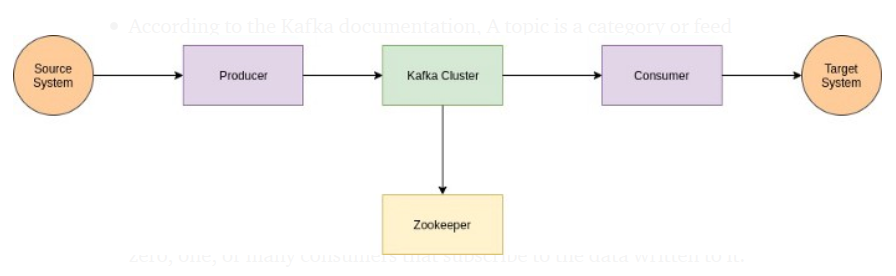 According to the Kafka documentation, A topic is a category or feed
Source
System
Producer
Kafka Cluster
Consumer
Target
System
Zookeeper
zero, one, or many consumers that subscribe to the data written to it.